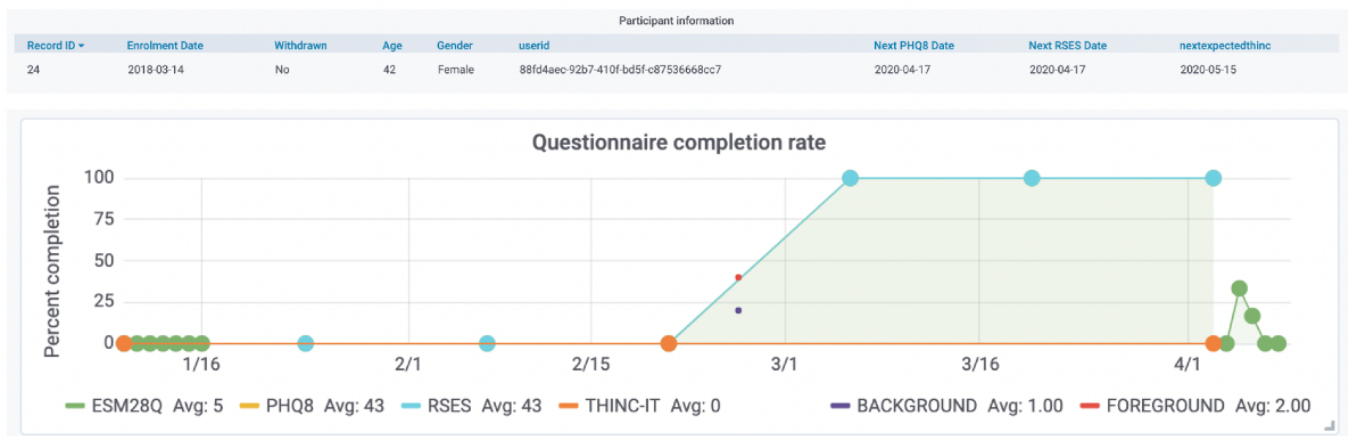 Participant information
Record ID Enrolment Date Withdrawn Age Gender userid Next PHQ8 Date Next RSES Date nextexpectedthinc
24 2018-03-14 No 42 Female 88fd4aec-92b7-410f-bd5f-c87536668cc7 2020-04-17 2020-04-17 2020-05-15
Questionnaire completion rate
Percent completion
100
75
50
25
0
1/16 2/1 2/15 3/1 3/16 4/1
ESM28Q Avg: 5 PHQ8 Avg: 43 RSES Avg: 43 THINC-IT Avg: 0 BACKGROUND Avg: 1.00 FOREGROUND Avg: 2.00